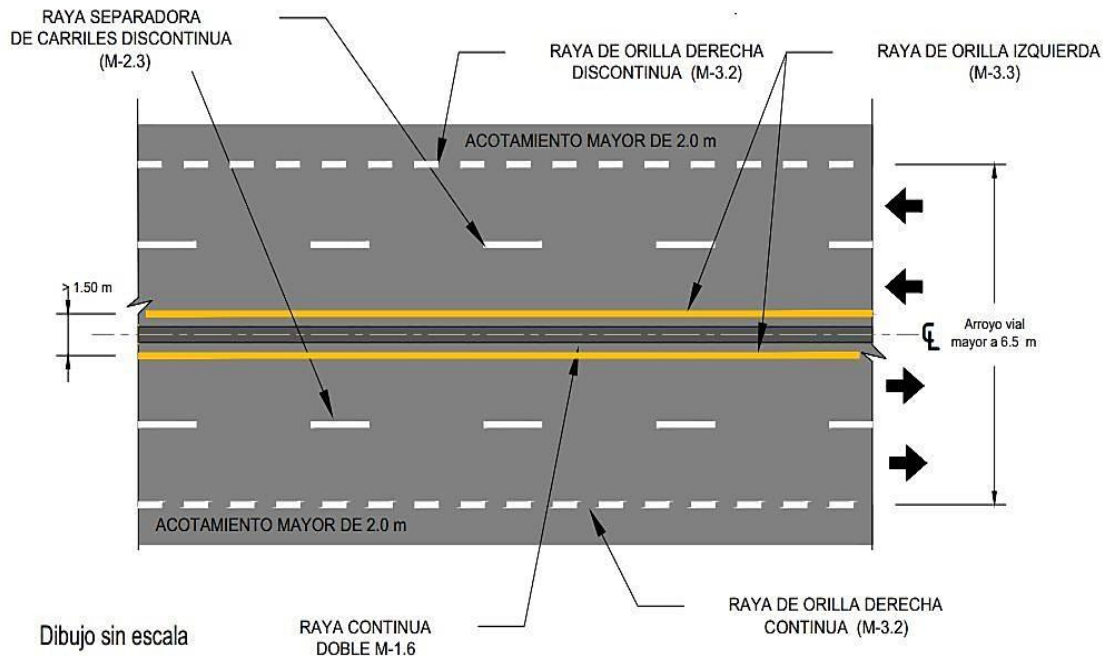 RAYA SEPARADORA
DE CARRILES DISCONTINUA
(M-2.3)
RAYA DE ORILLA DERECHA
DISCONTINUA (M-3.2)
RAYA DE ORILLA IZQUIERDA
(M-3.3)
ACOTAMIENTO MAYOR DE 2.0 m
> 1.50 m
Arroyo vial
mayor a 6.5 m
ACOTAMIENTO MAYOR DE 2.0 m
RAYA DE ORILLA DERECHA
CONTINUA (M-3.2)
RAYA CONTINUA
DOBLE M-1.6
Dibujo sin escala